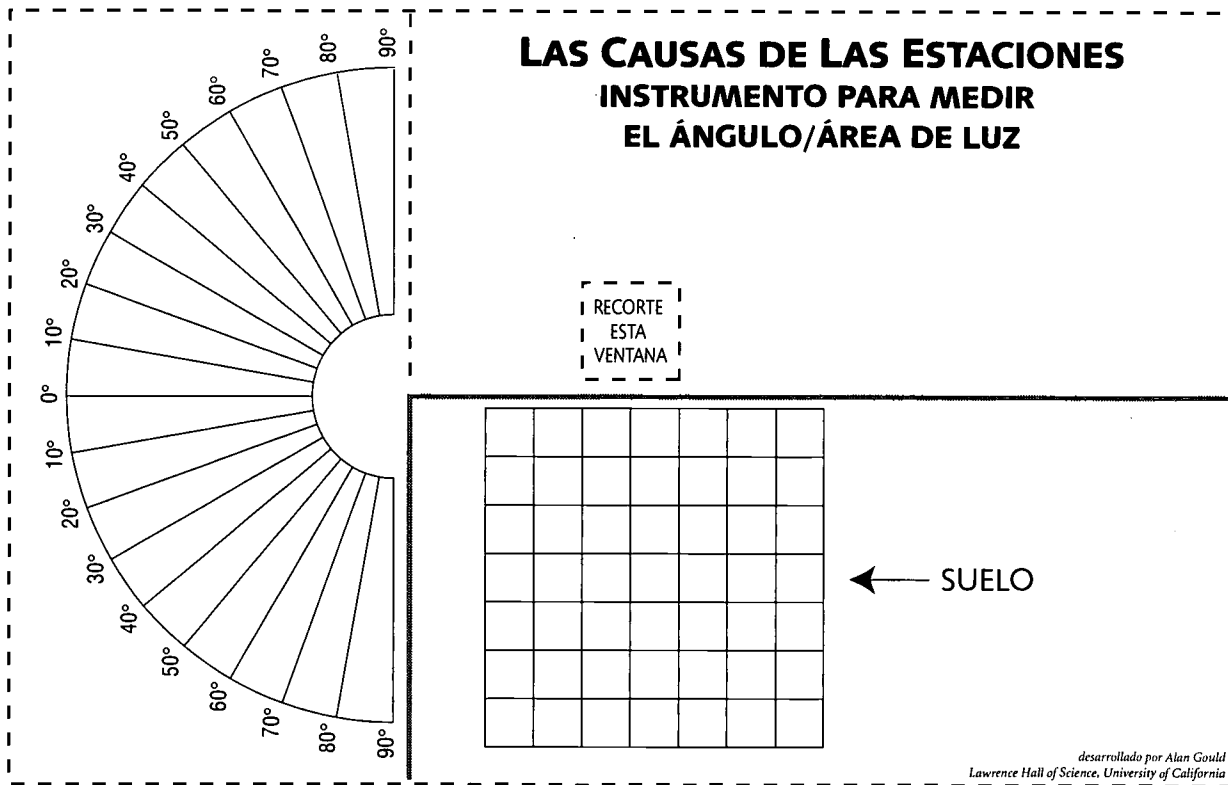 LAS CAUSAS DE LAS ESTACIONES
INSTRUMENTO PARA MEDIR
EL ÁNGULO/ÁREA DE LUZ
90°
80°
70°
60°
50°
40°
30°
20°
10°
0°
10°
20°
30°
40°
50°
60°
70°
80°
90°
RECORTE
ESTA
VENTANA
SUELO
desarrollado por Alan Gould
Lawrence Hall of Science, University of California